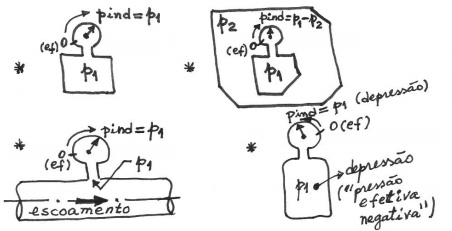 pind=p1
0
(ef)
p1
*
p2
pind=p1-p2
0
(ef)
p1
*
pind=p1
0
(ef)
p1
escoamento
*
pind=p1 (depressão)
0(ef)
p1
depressão
("pressão
efetiva
negativa")
*